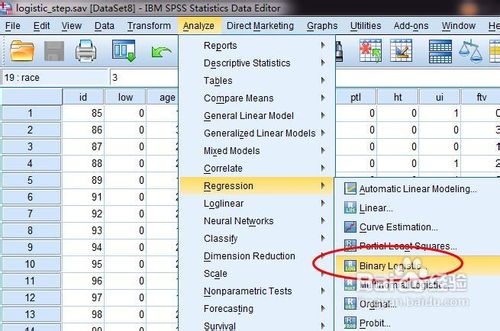 logistic_step.sav [DataSet8] - IBM SPSS Statistics Data Editor
File Edit View Data Transform Analyze Direct Marketing Graphs Utilities Add-ons Window Help
19 : race 3
id low age ptl ht ui ftv
1 85 0 0 0 1
2 86 0 0 0 0
3 87 0 0 0 0
4 88 0 0 0 1
5 89 0 0 0 1
6 91 0
7 92 0
8 93 0
9 94 0
10 95 0
11 96 0
12 97 0
13 98 0
14 99 0
Reports
Descriptive Statistics
Tables
Compare Means
General Linear Model
Generalized Linear Models
Mixed Models
Correlate
Regression
Loglinear
Neural Networks
Classify
Dimension Reduction
Scale
Nonparametric Tests
Forecasting
Survival
Automatic Linear Modeling...
Linear...
Curve Estimation...
Partial Least Squares...
Binary Logistic...
Multinomial Logistic...
Ordinal...
Probit...